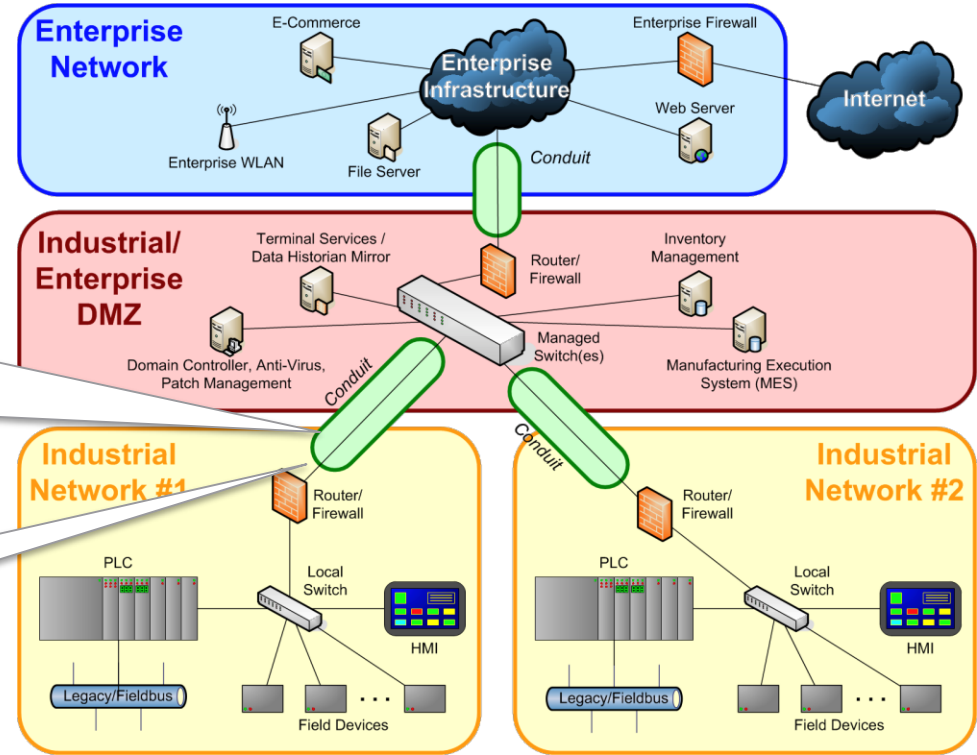 Enterprise
Network
E-Commerce
Enterprise Firewall
Enterprise
Infrastructure
Internet
Web Server
Enterprise WLAN
File Server
Conduit
Industrial/
Enterprise
DMZ
Terminal Services /
Data Historian Mirror
Router/
Firewall
Inventory
Management
Managed
Switch(es)
Domain Controller, Anti-Virus,
Patch Management
Manufacturing Execution
System (MES)
Conduit
Conduit
Industrial
Network #1
Router/
Firewall
PLC
Local
Switch
HMI
Legacy/Fieldbus
Field Devices
Industrial
Network #2
Router/
Firewall
PLC
Local
Switch
HMI
Legacy/Fieldbus
Field Devices